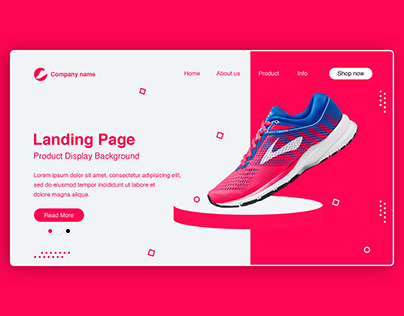 Company name
Home
About us
Product
Info
Shop now
Landing Page
Product Display Background
Lorem ipsum dolor sit amet, consectetur adipiscing elit,
sed do eiusmod tempor incididunt ut labore et dolore
magna aliqua.
Read More